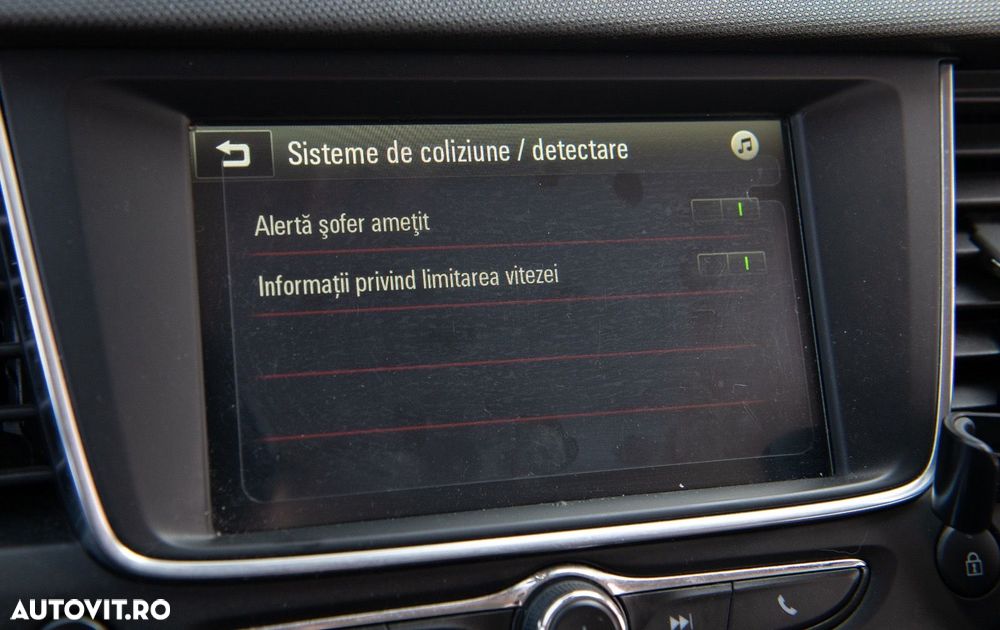 Sisteme de coliziune / detectare
Alertă şofer ameţit
Informaţii privind limitarea vitezei
AUTOVIT.RO